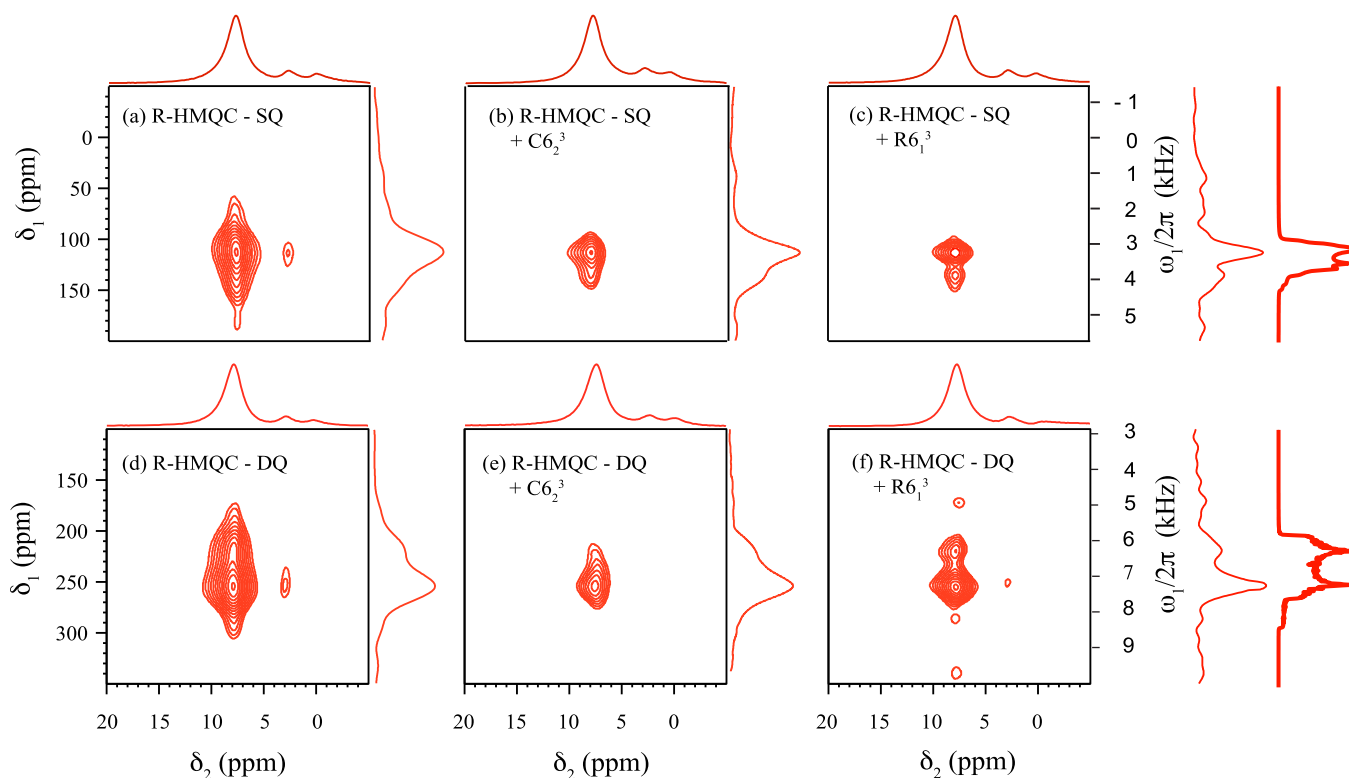 (a) R-HMQC - SQ
(b) R-HMQC - SQ
+ C6₂³
(c) R-HMQC - SQ
+ R6₁³
0
50
100
150
δ₁ (ppm)
- 1
0
1
2
3
4
5
ω₁/2π (kHz)
(d) R-HMQC - DQ
(e) R-HMQC - DQ
+ C6₂³
(f) R-HMQC - DQ
+ R6₁³
150
200
250
300
δ₁ (ppm)
3
4
5
6
7
8
9
ω₁/2π (kHz)
20 15 10 5 0
20 15 10 5 0
20 15 10 5 0
δ₂ (ppm)
δ₂ (ppm)
δ₂ (ppm)